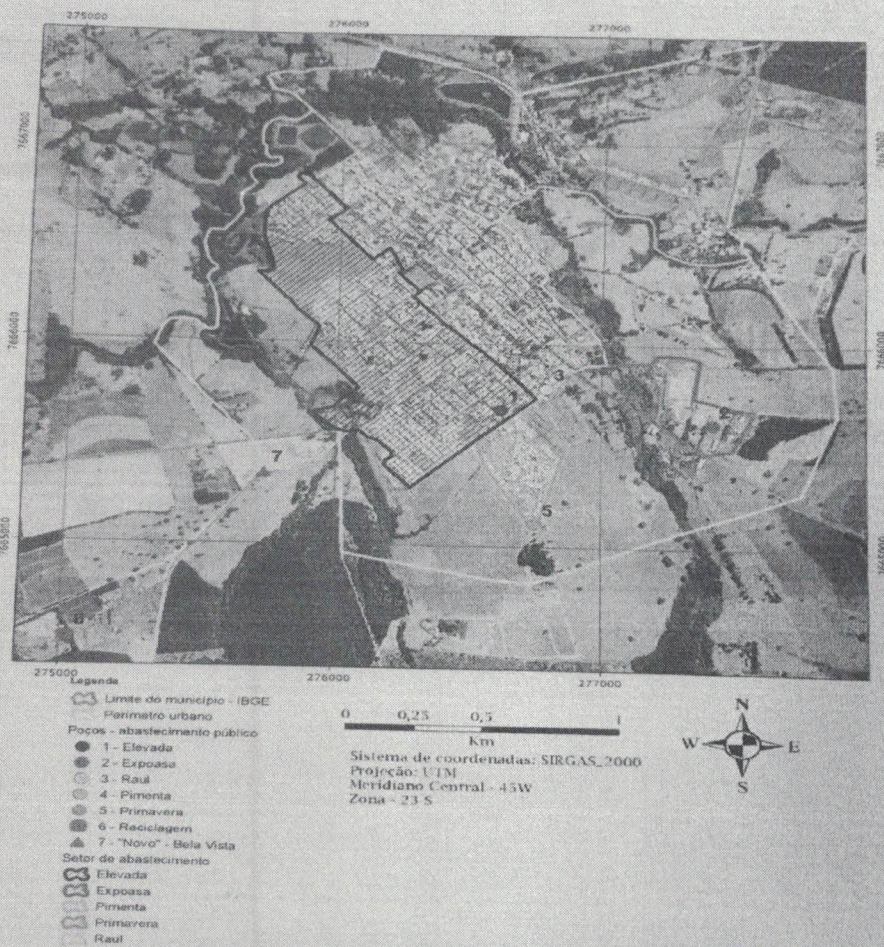 275000 276000 277000
7667000 7667000
7666000 7666000
3
1
2
7
5
7665000 7665000
6
275000 276000 277000
Legenda
Limite do município - IBGE
Perímetro urbano
Poços - abastecimento público
1 - Elevada
2 - Expoasa
3 - Raul
4 - Pimenta
5 - Primavera
6 - Reciclagem
7 - "Novo" - Bela Vista
Setor de abastecimento
Elevada
Expoasa
Pimenta
Primavera
Raul
0 0,25 0,5 1
Km
Sistema de coordenadas: SIRGAS_2000
Projeção: UTM
Meridiano Central - 45W
Zona - 23 S
N
W E
S